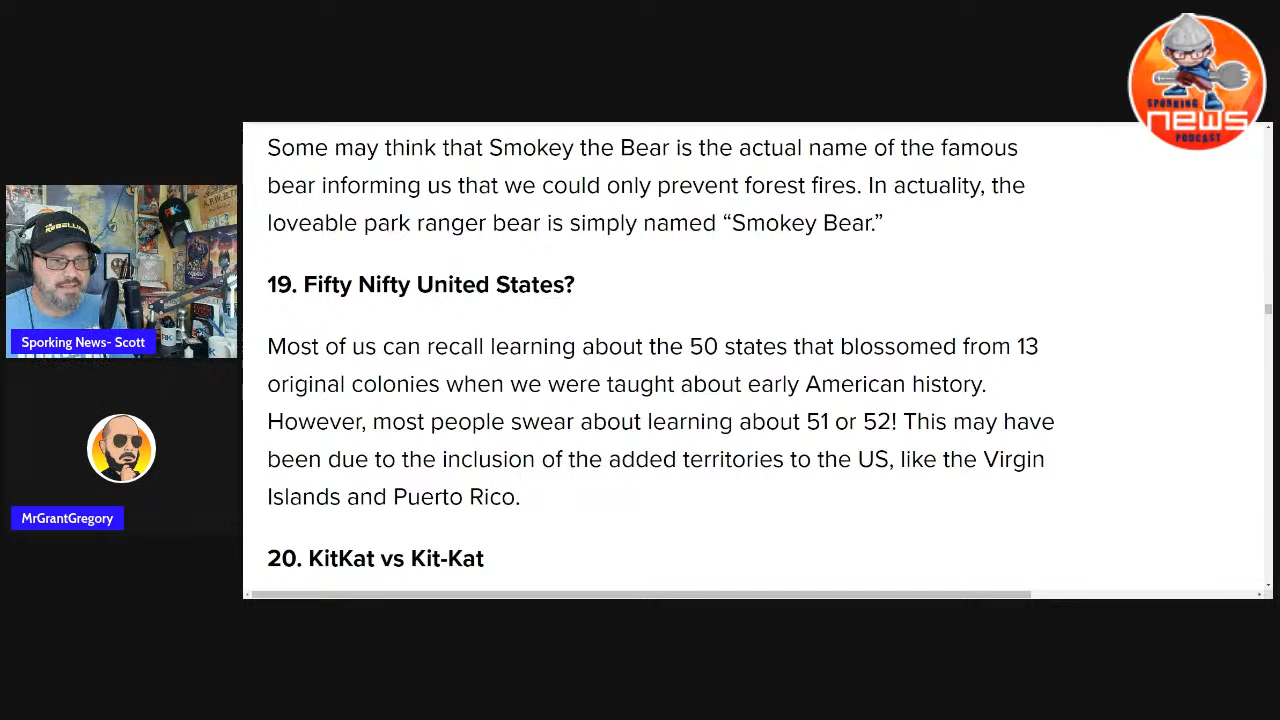 SPORKING
news
PODCAST
Some may think that Smokey the Bear is the actual name of the famous
bear informing us that we could only prevent forest fires. In actuality, the
loveable park ranger bear is simply named “Smokey Bear.”
19. Fifty Nifty United States?
Most of us can recall learning about the 50 states that blossomed from 13
original colonies when we were taught about early American history.
However, most people swear about learning about 51 or 52! This may have
been due to the inclusion of the added territories to the US, like the Virgin
Islands and Puerto Rico.
20. KitKat vs Kit-Kat
REBELLION
Sporking News- Scott
MrGrantGregory